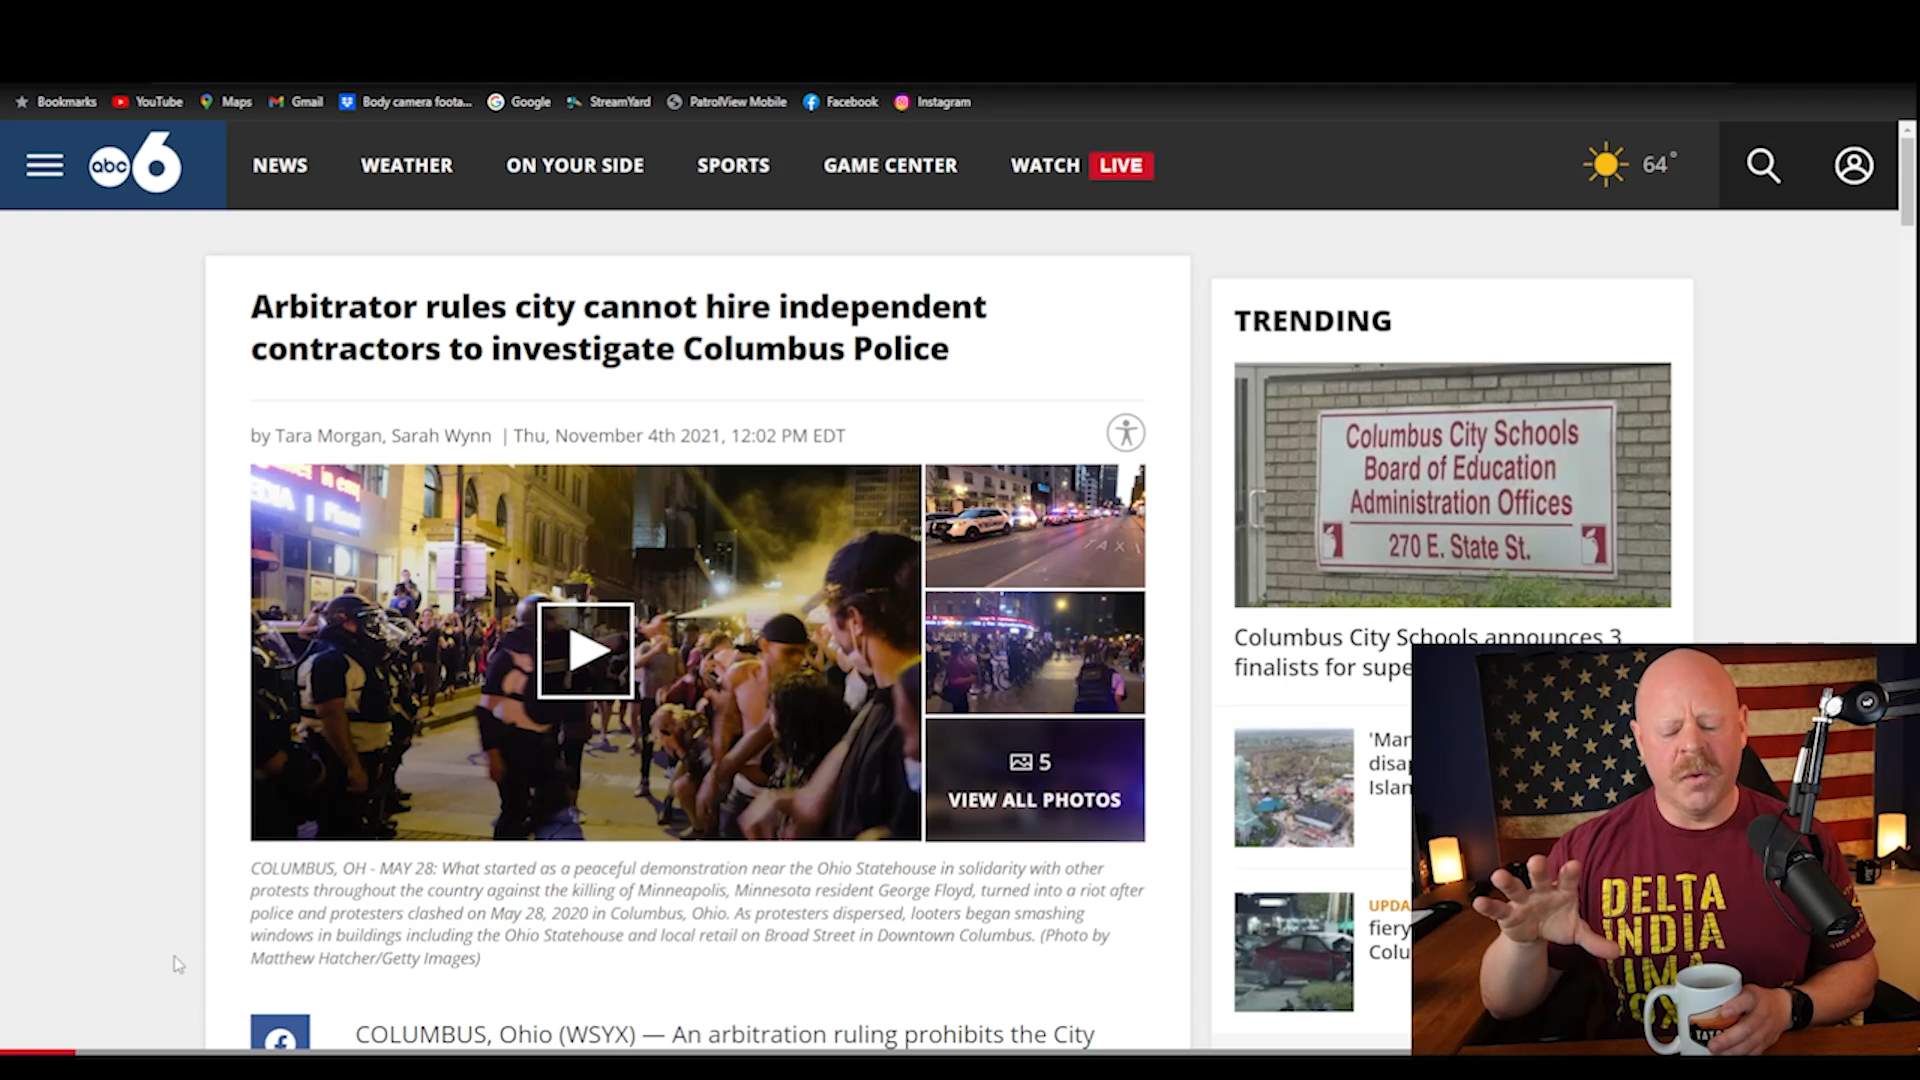 Bookmarks YouTube Maps Gmail Body camera foota... Google StreamYard PatrolView Mobile Facebook Instagram
abc 6 NEWS WEATHER ON YOUR SIDE SPORTS GAME CENTER WATCH LIVE 64°
Arbitrator rules city cannot hire independent
contractors to investigate Columbus Police
by Tara Morgan, Sarah Wynn | Thu, November 4th 2021, 12:02 PM EDT
TAXI
5
VIEW ALL PHOTOS
COLUMBUS, OH - MAY 28: What started as a peaceful demonstration near the Ohio Statehouse in solidarity with other
protests throughout the country against the killing of Minneapolis, Minnesota resident George Floyd, turned into a riot after
police and protesters clashed on May 28, 2020 in Columbus, Ohio. As protesters dispersed, looters began smashing
windows in buildings including the Ohio Statehouse and local retail on Broad Street in Downtown Columbus. (Photo by
Matthew Hatcher/Getty Images)
COLUMBUS, Ohio (WSYX) — An arbitration ruling prohibits the City
TRENDING
Columbus City Schools
Board of Education
Administration Offices
270 E. State St.
Columbus City Schools announces 3
finalists for supe
'Mar
disap
Islan
UPDA
fiery
Colu
DELTA
INDIA